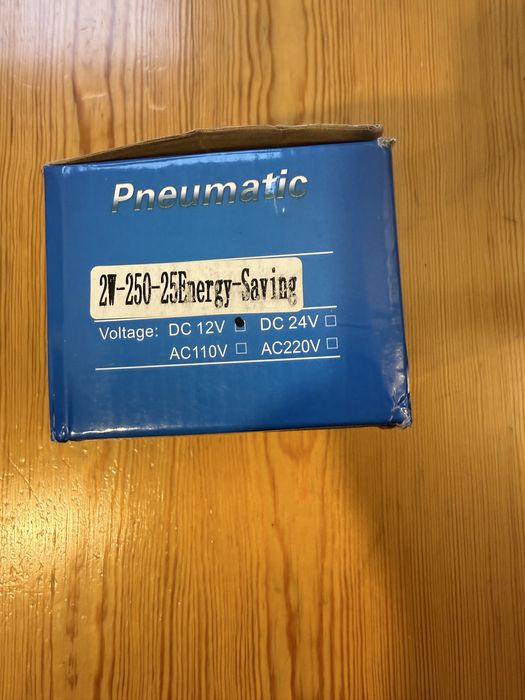 Pneumatic
2W-250-25Energy-Saving
Voltage: DC 12V DC 24V
AC110V AC220V